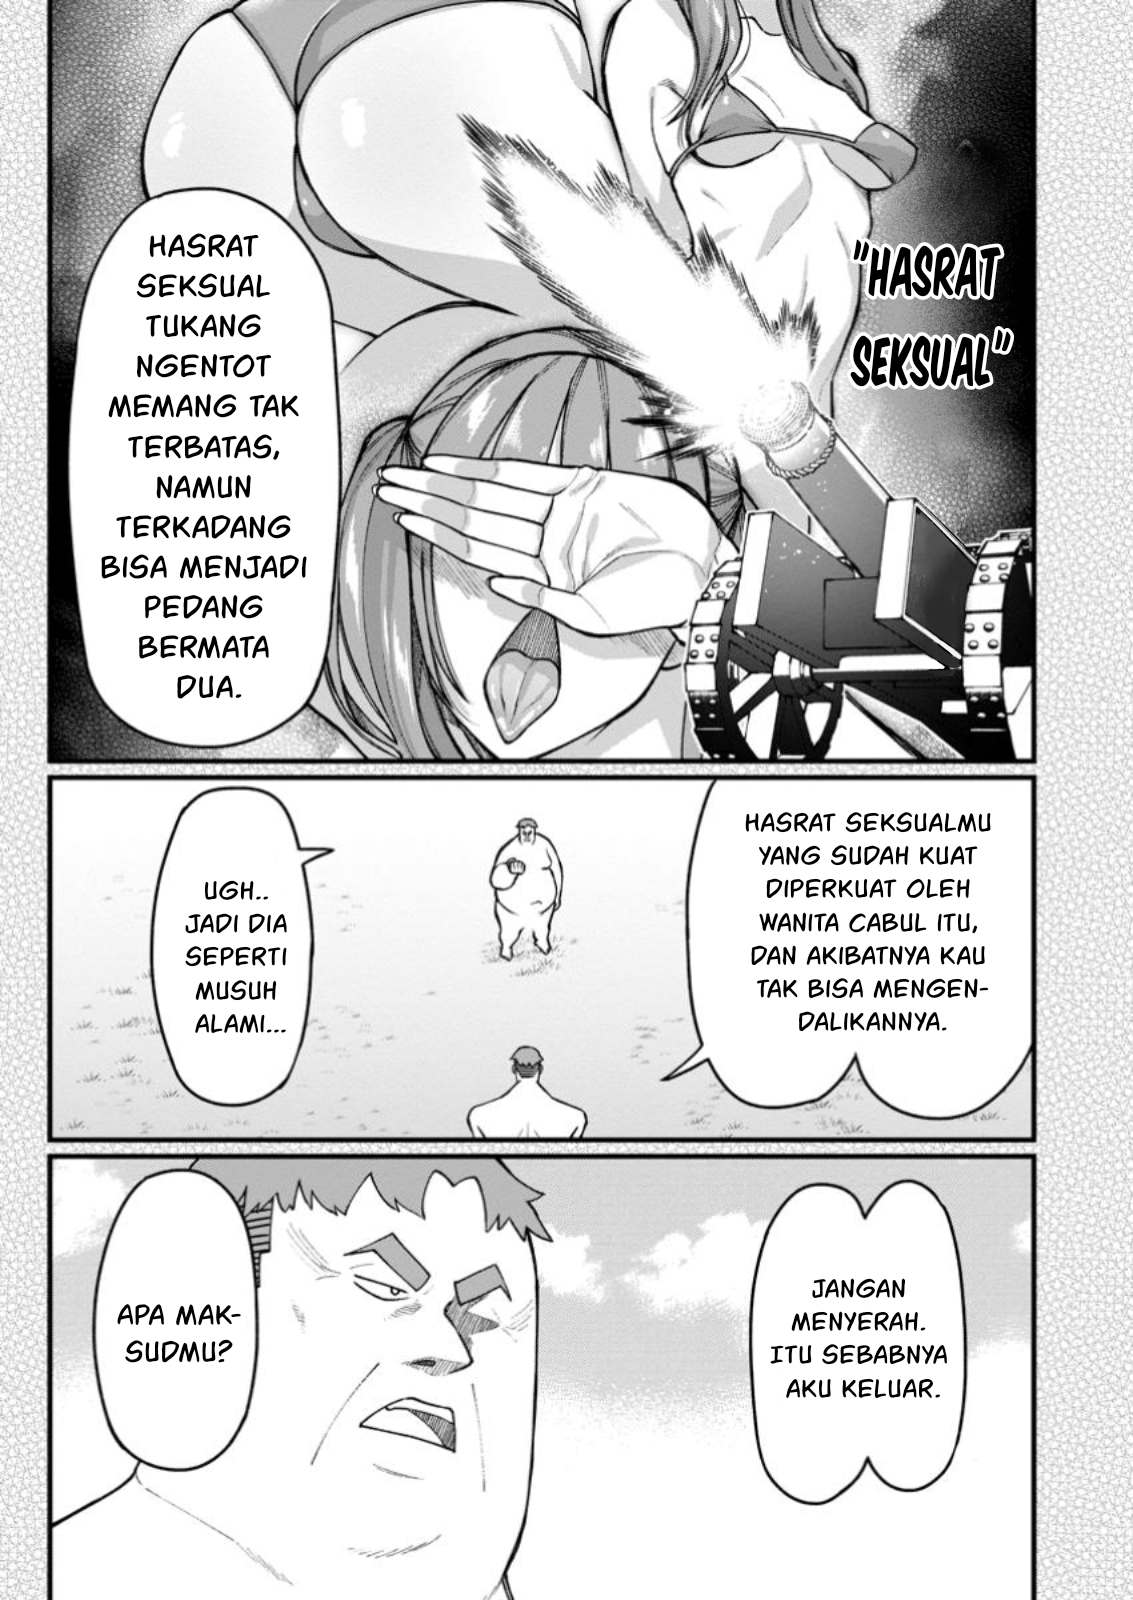 "HASRAT
SEKSUAL"
HASRAT
SEKSUAL
TUKANG
NGENTOT
MEMANG TAK
TERBATAS,
NAMUN
TERKADANG
BISA MENJADI
PEDANG
BERMATA
DUA.
HASRAT SEKSUALMU
YANG SUDAH KUAT
DIPERKUAT OLEH
WANITA CABUL ITU,
DAN AKIBATNYA KAU
TAK BISA MENGEN-
DALIKANNYA.
UGH..
JADI DIA
SEPERTI
MUSUH
ALAMI...
JANGAN
MENYERAH.
ITU SEBABNYA
AKU KELUAR.
APA MAK-
SUDMU?